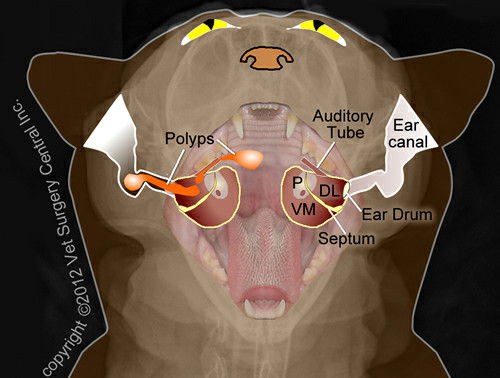 Polyps
Auditory
Tube
Ear
canal
P
DL
VM
Ear Drum
Septum
copyright ©2012 Vet Surgery Central Inc.